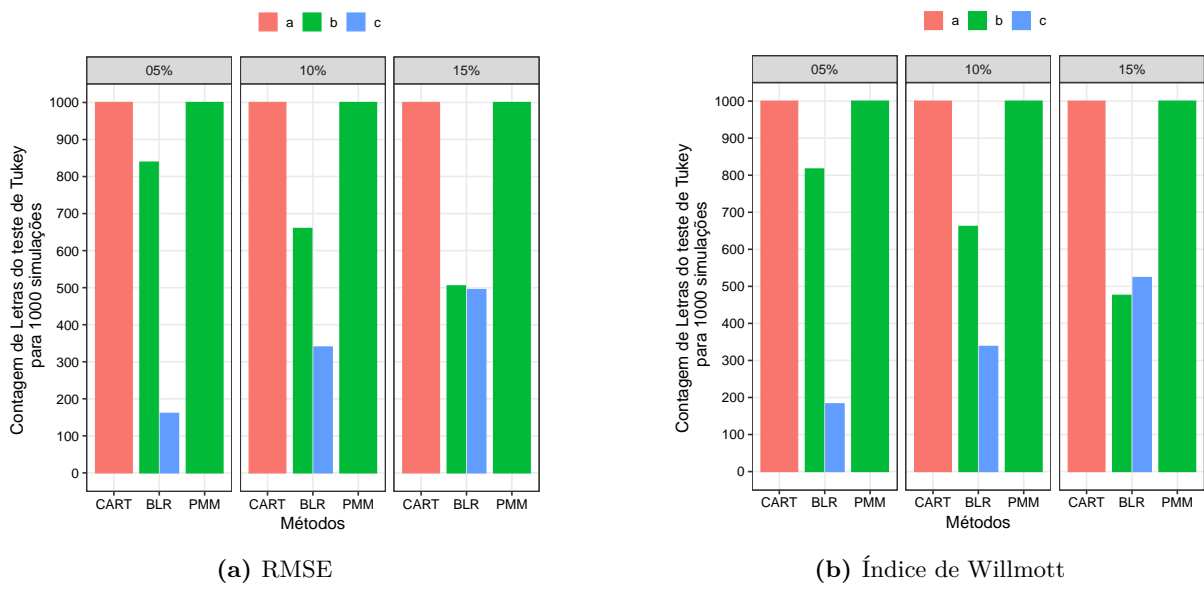 a b c
05% 10% 15%
1000
900
800
700
600
500
400
300
200
100
0
Contagem de Letras do teste de Tukey
para 1000 simulações
CART BLR PMM CART BLR PMM CART BLR PMM
Métodos
(a) RMSE
a b c
05% 10% 15%
1000
900
800
700
600
500
400
300
200
100
0
Contagem de Letras do teste de Tukey
para 1000 simulações
CART BLR PMM CART BLR PMM CART BLR PMM
Métodos
(b) Índice de Willmott